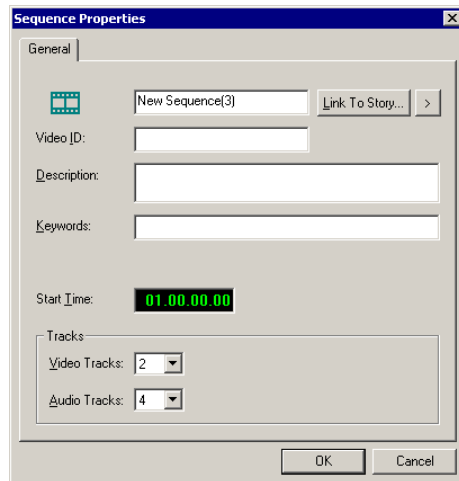 Sequence Properties
General
New Sequence(3)
Link To Story...
>
Video ID:
Description:
Keywords:
Start Time:
01.00.00.00
Tracks
Video Tracks:
2
Audio Tracks:
4
OK
Cancel